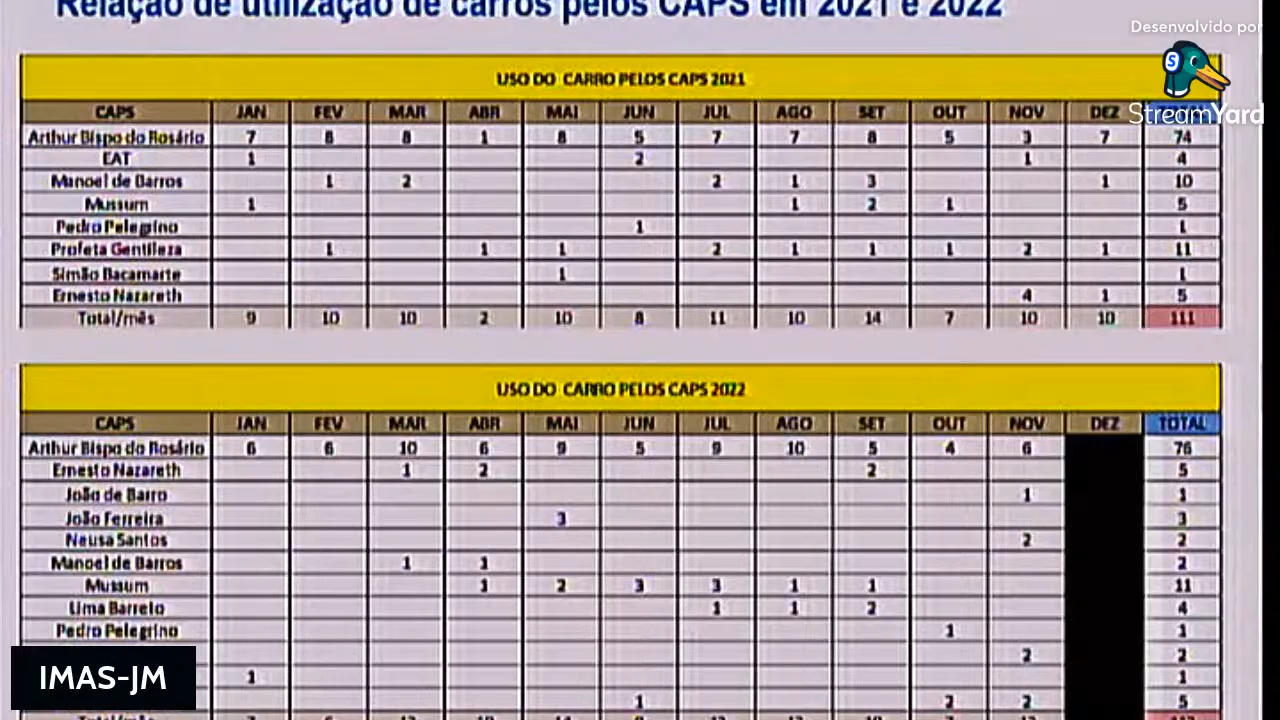 Relação de utilização de carros pelos CAPS em 2021 e 2022
Desenvolvido por
StreamYard
USO DO CARRO PELOS CAPS 2021
CAPS JAN FEV MAR ABR MAI JUN JUL AGO SET OUT NOV DEZ
Arthur Bispo do Rosário 7 8 8 1 8 5 7 7 8 5 3 7 74
EAT 1 2 1 4
Manoel de Barros 1 2 2 1 3 1 10
Mussum 1 1 2 1 5
Pedro Pelegrino 1 1
Profeta Gentileza 1 1 1 2 1 1 1 2 1 11
Simão Bacamarte 1 1
Ernesto Nazareth 4 1 5
Total/mês 9 10 10 2 10 8 11 10 14 7 10 10 111
USO DO CARRO PELOS CAPS 2022
CAPS JAN FEV MAR ABR MAI JUN JUL AGO SET OUT NOV DEZ TOTAL
Arthur Bispo do Rosário 6 6 10 6 9 5 9 10 5 4 6 76
Ernesto Nazareth 1 2 2 5
João de Barro 1 1
João Ferreira 3 3
Neusa Santos 2 2
Manoel de Barros 1 1 2
Mussum 1 2 3 3 1 1 11
Lima Barreto 1 1 2 4
Pedro Pelegrino 1 1
2 2
1 1
1 2 2 5
Total/mês
IMAS-JM